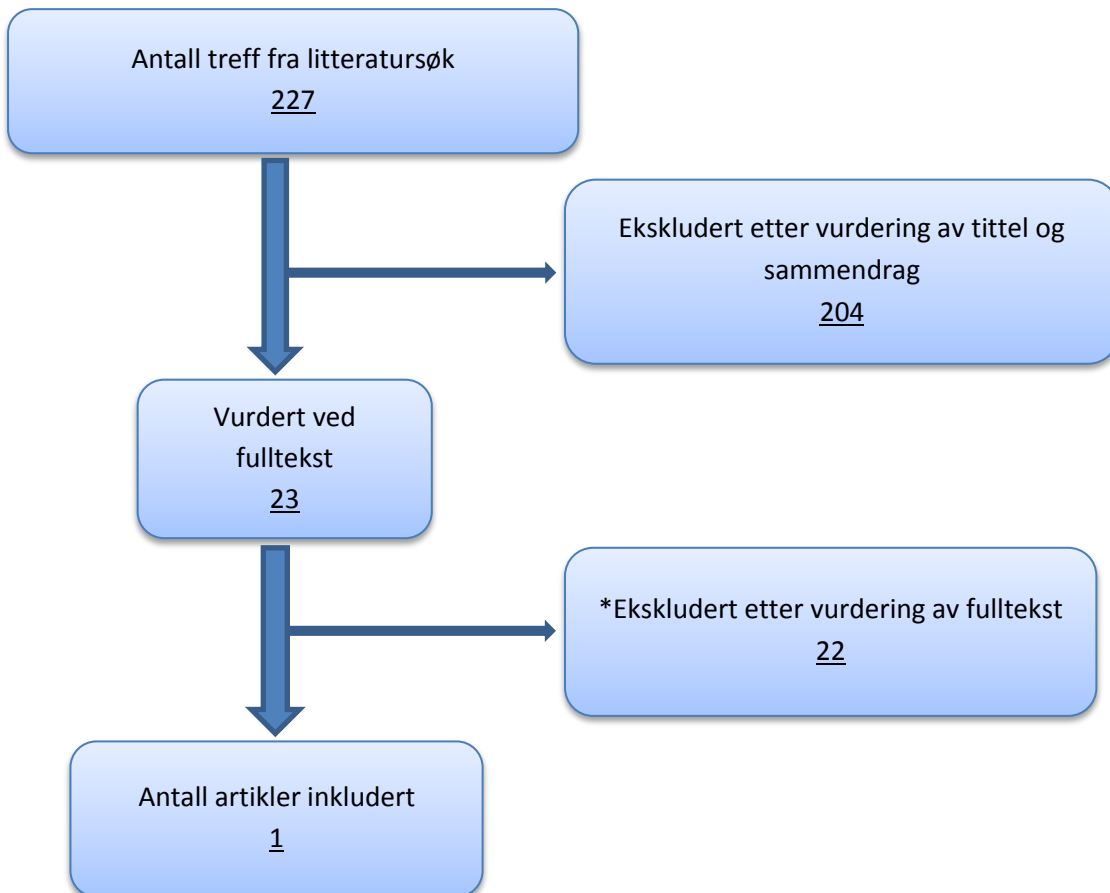 Antall treff fra litteratursøk
227
Ekskludert etter vurdering av tittel og
sammendrag
204
Vurdert ved
fulltekst
23
*Ekskludert etter vurdering av fulltekst
22
Antall artikler inkludert
1